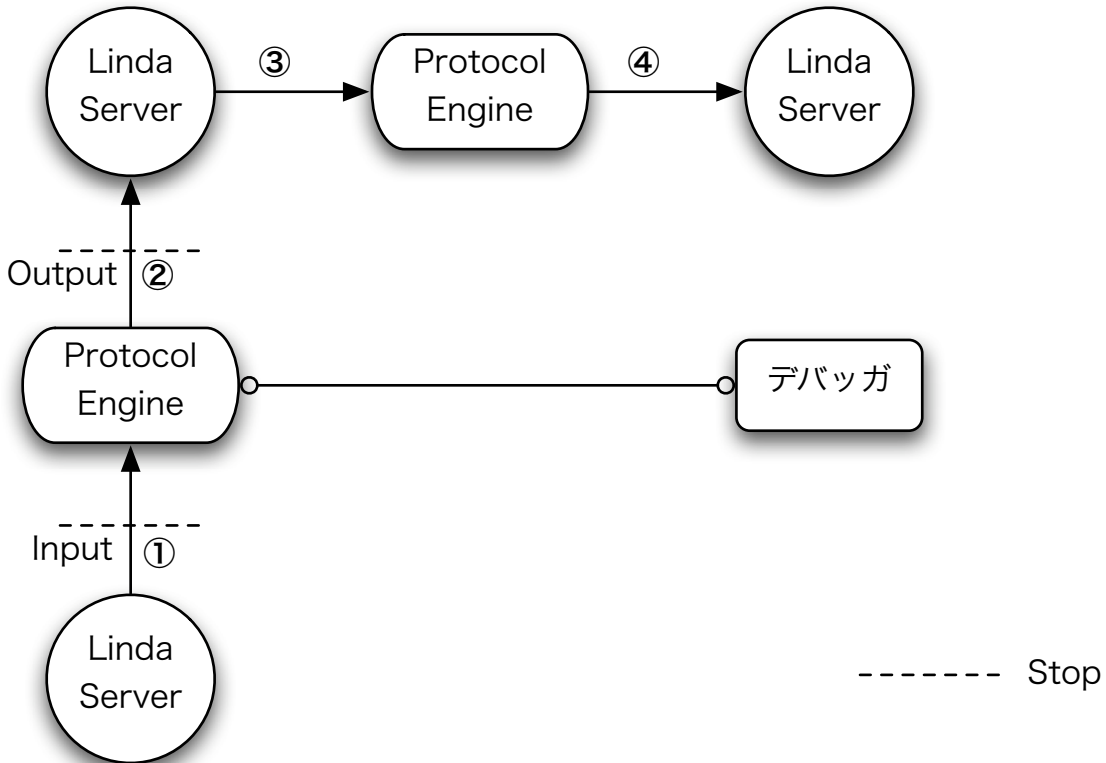 Linda
Server
③
Protocol
Engine
④
Linda
Server
Output ②
Protocol
Engine
デバッガ
Input ①
Linda
Server
Stop